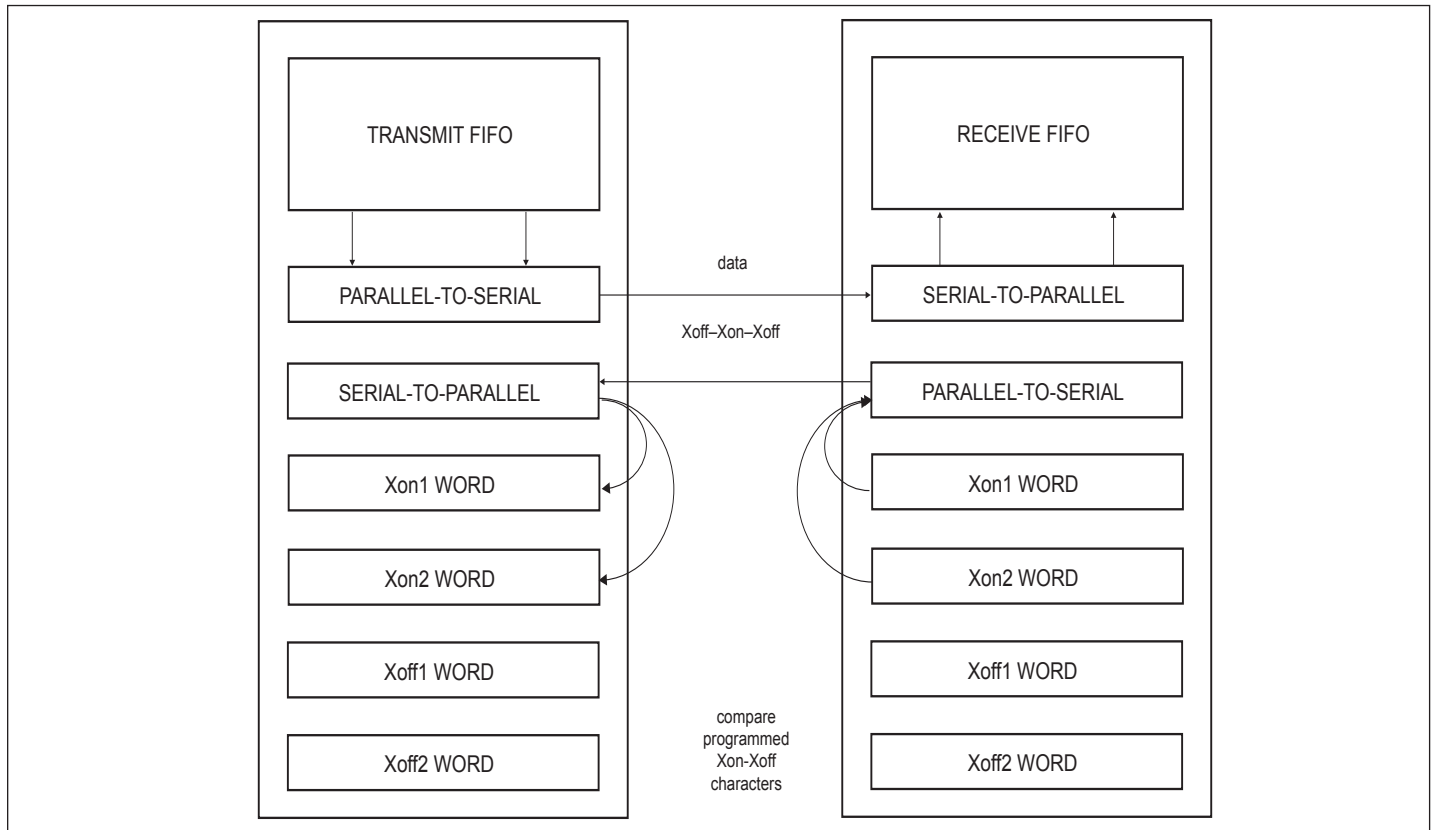 TRANSMIT FIFO
PARALLEL-TO-SERIAL
SERIAL-TO-PARALLEL
Xon1 WORD
Xon2 WORD
Xoff1 WORD
Xoff2 WORD
data
Xoff–Xon–Xoff
compare
programmed
Xon-Xoff
characters
RECEIVE FIFO
SERIAL-TO-PARALLEL
PARALLEL-TO-SERIAL
Xon1 WORD
Xon2 WORD
Xoff1 WORD
Xoff2 WORD